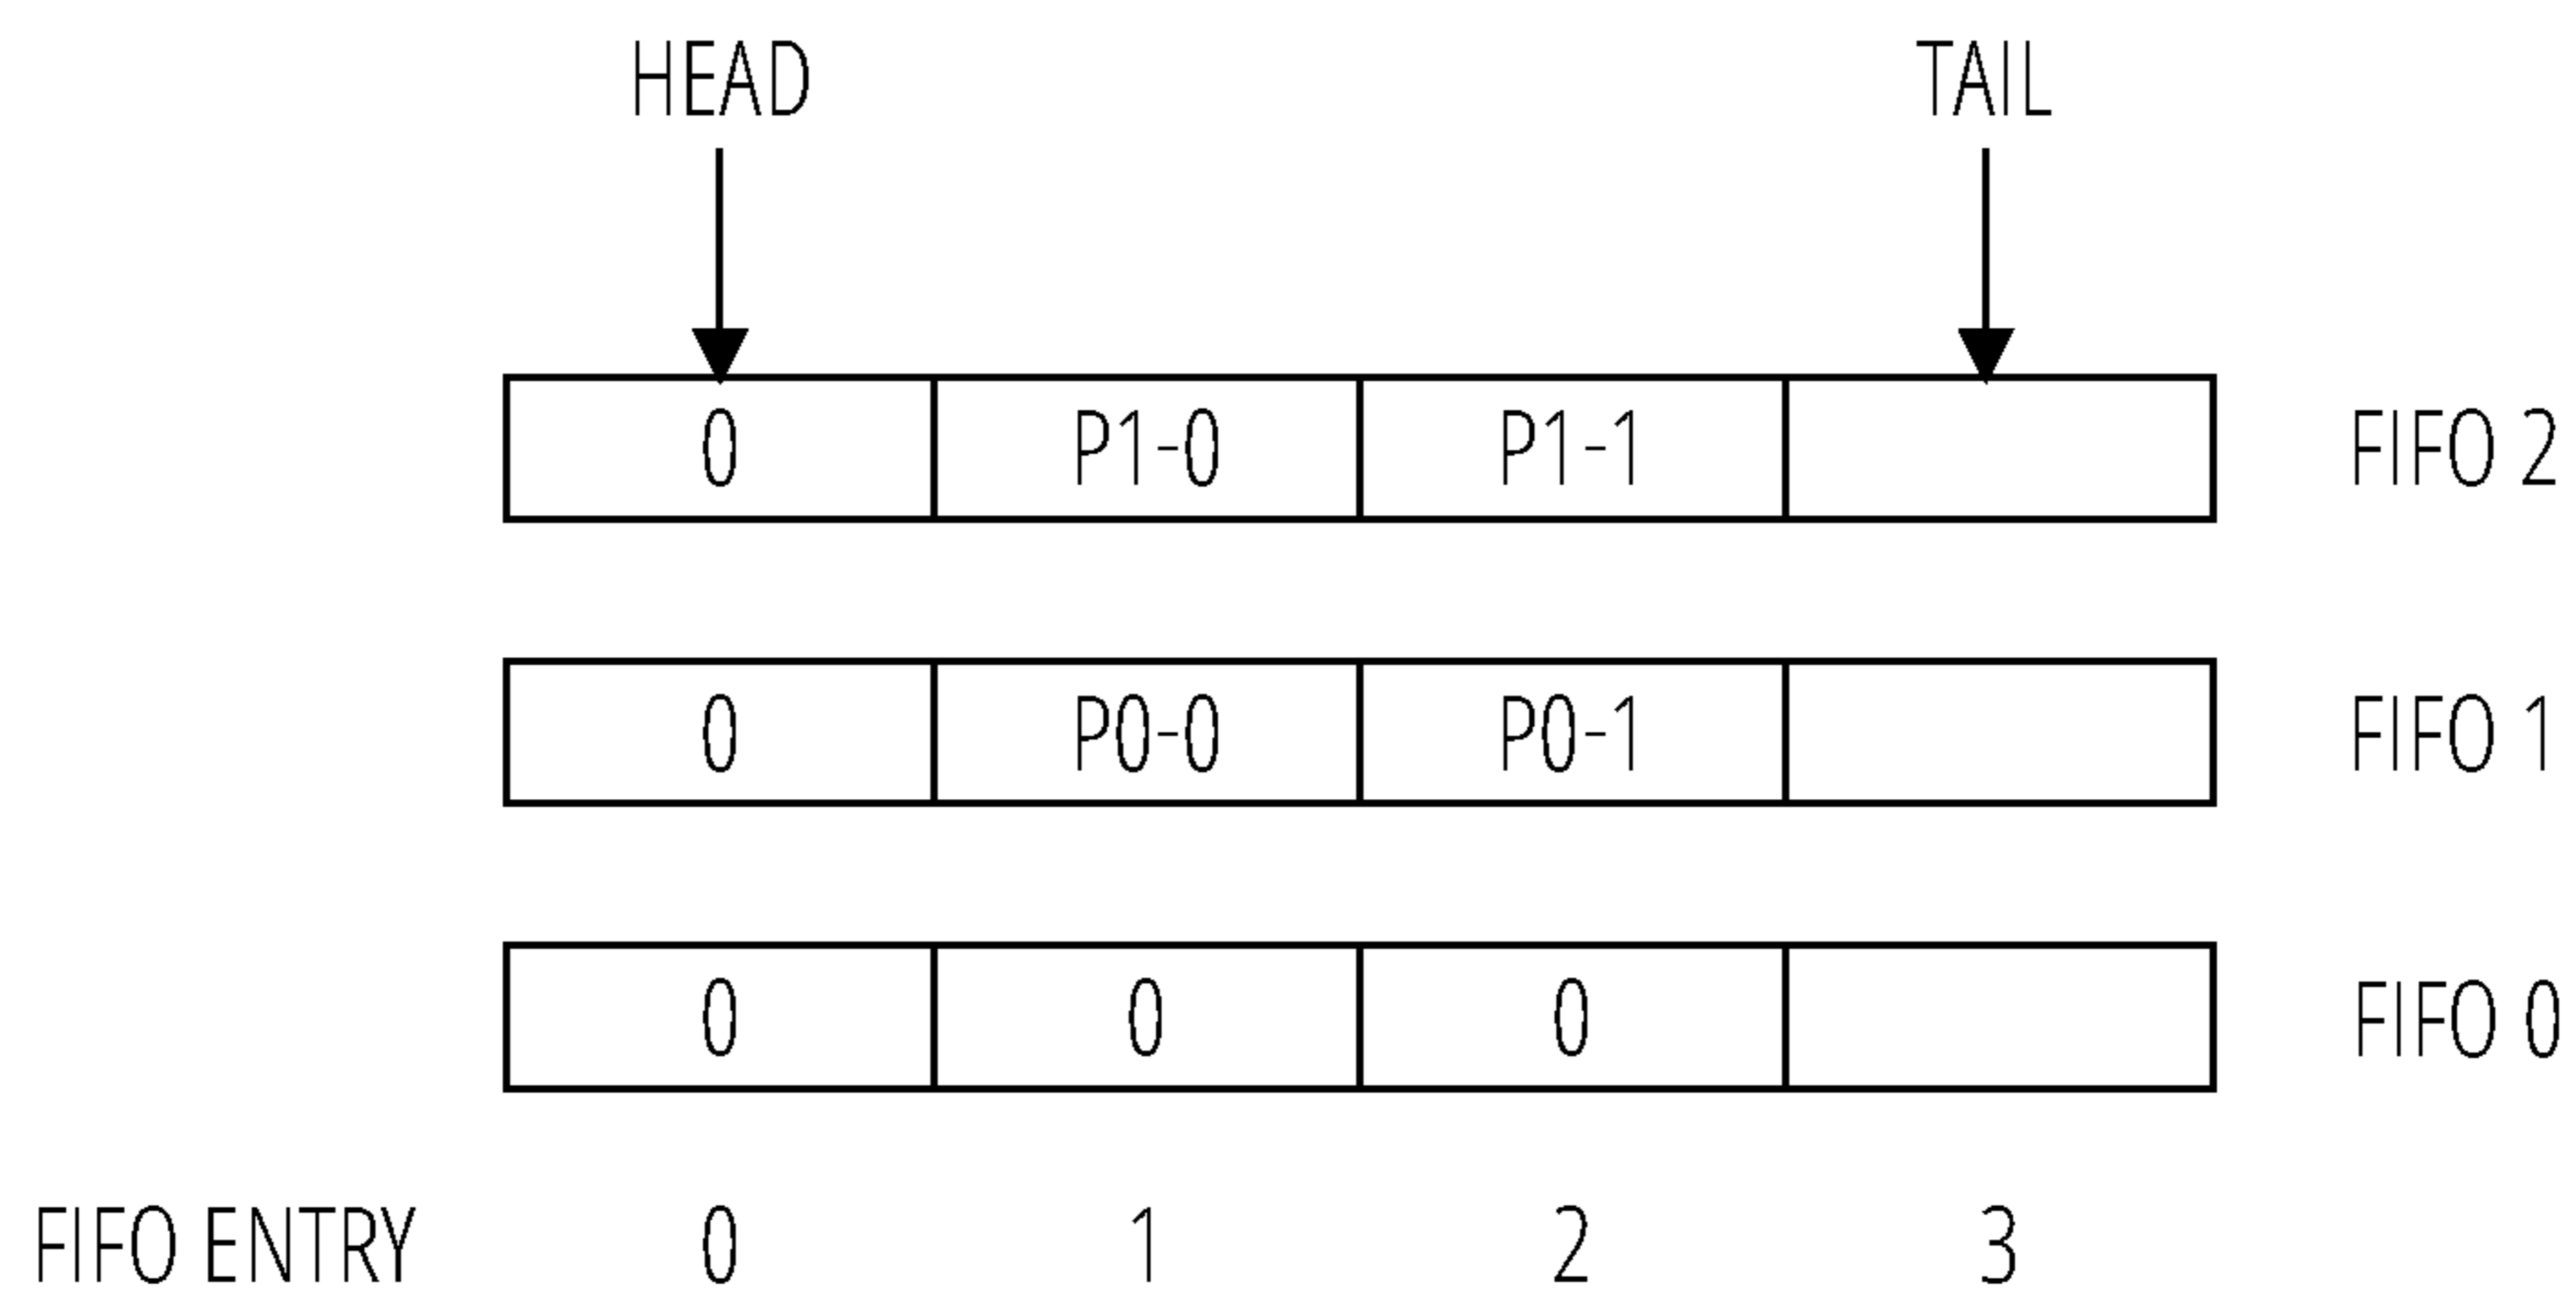 HEAD TAIL
0 P1-0 P1-1 FIFO 2
0 P0-0 P0-1 FIFO 1
0 0 0 FIFO 0
FIFO ENTRY 0 1 2 3